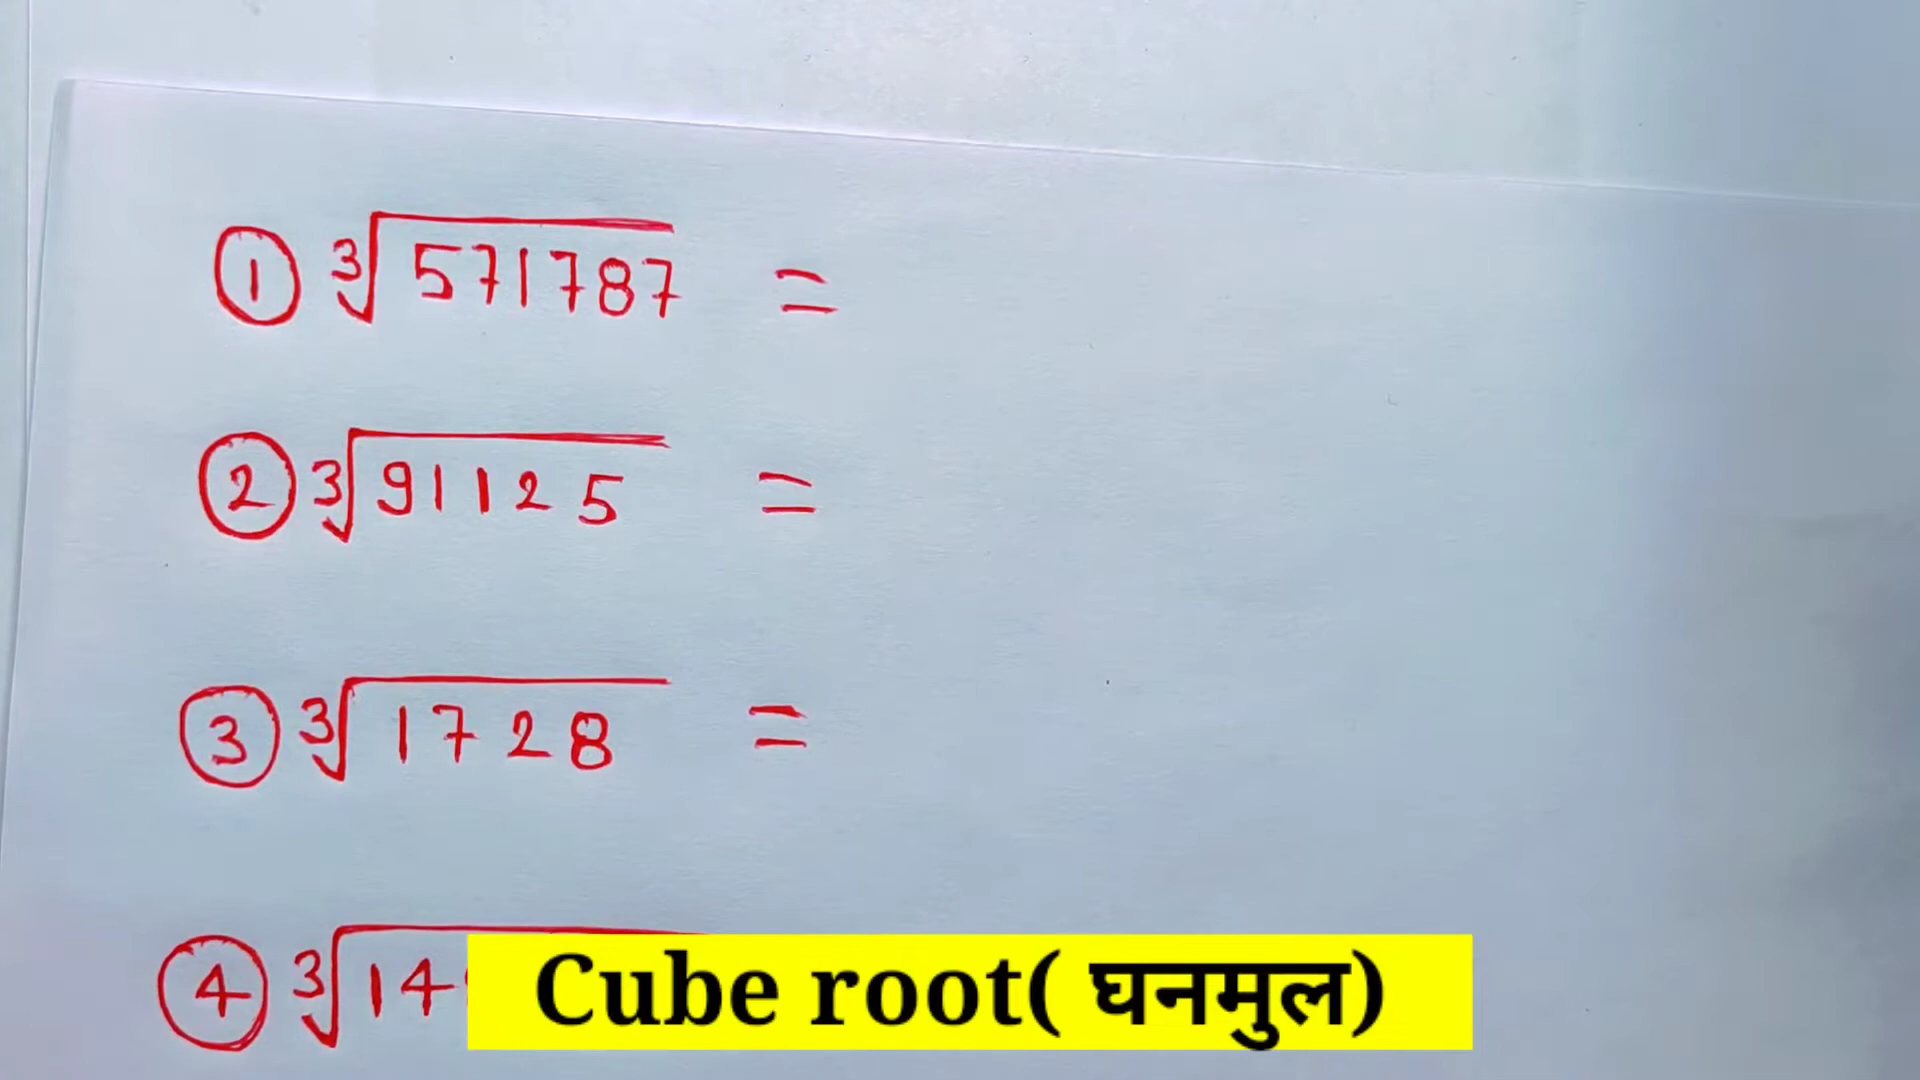 ① ∛571787 =
② ∛91125 =
③ ∛1728 =
④ ∛14
Cube root( घनमुल)